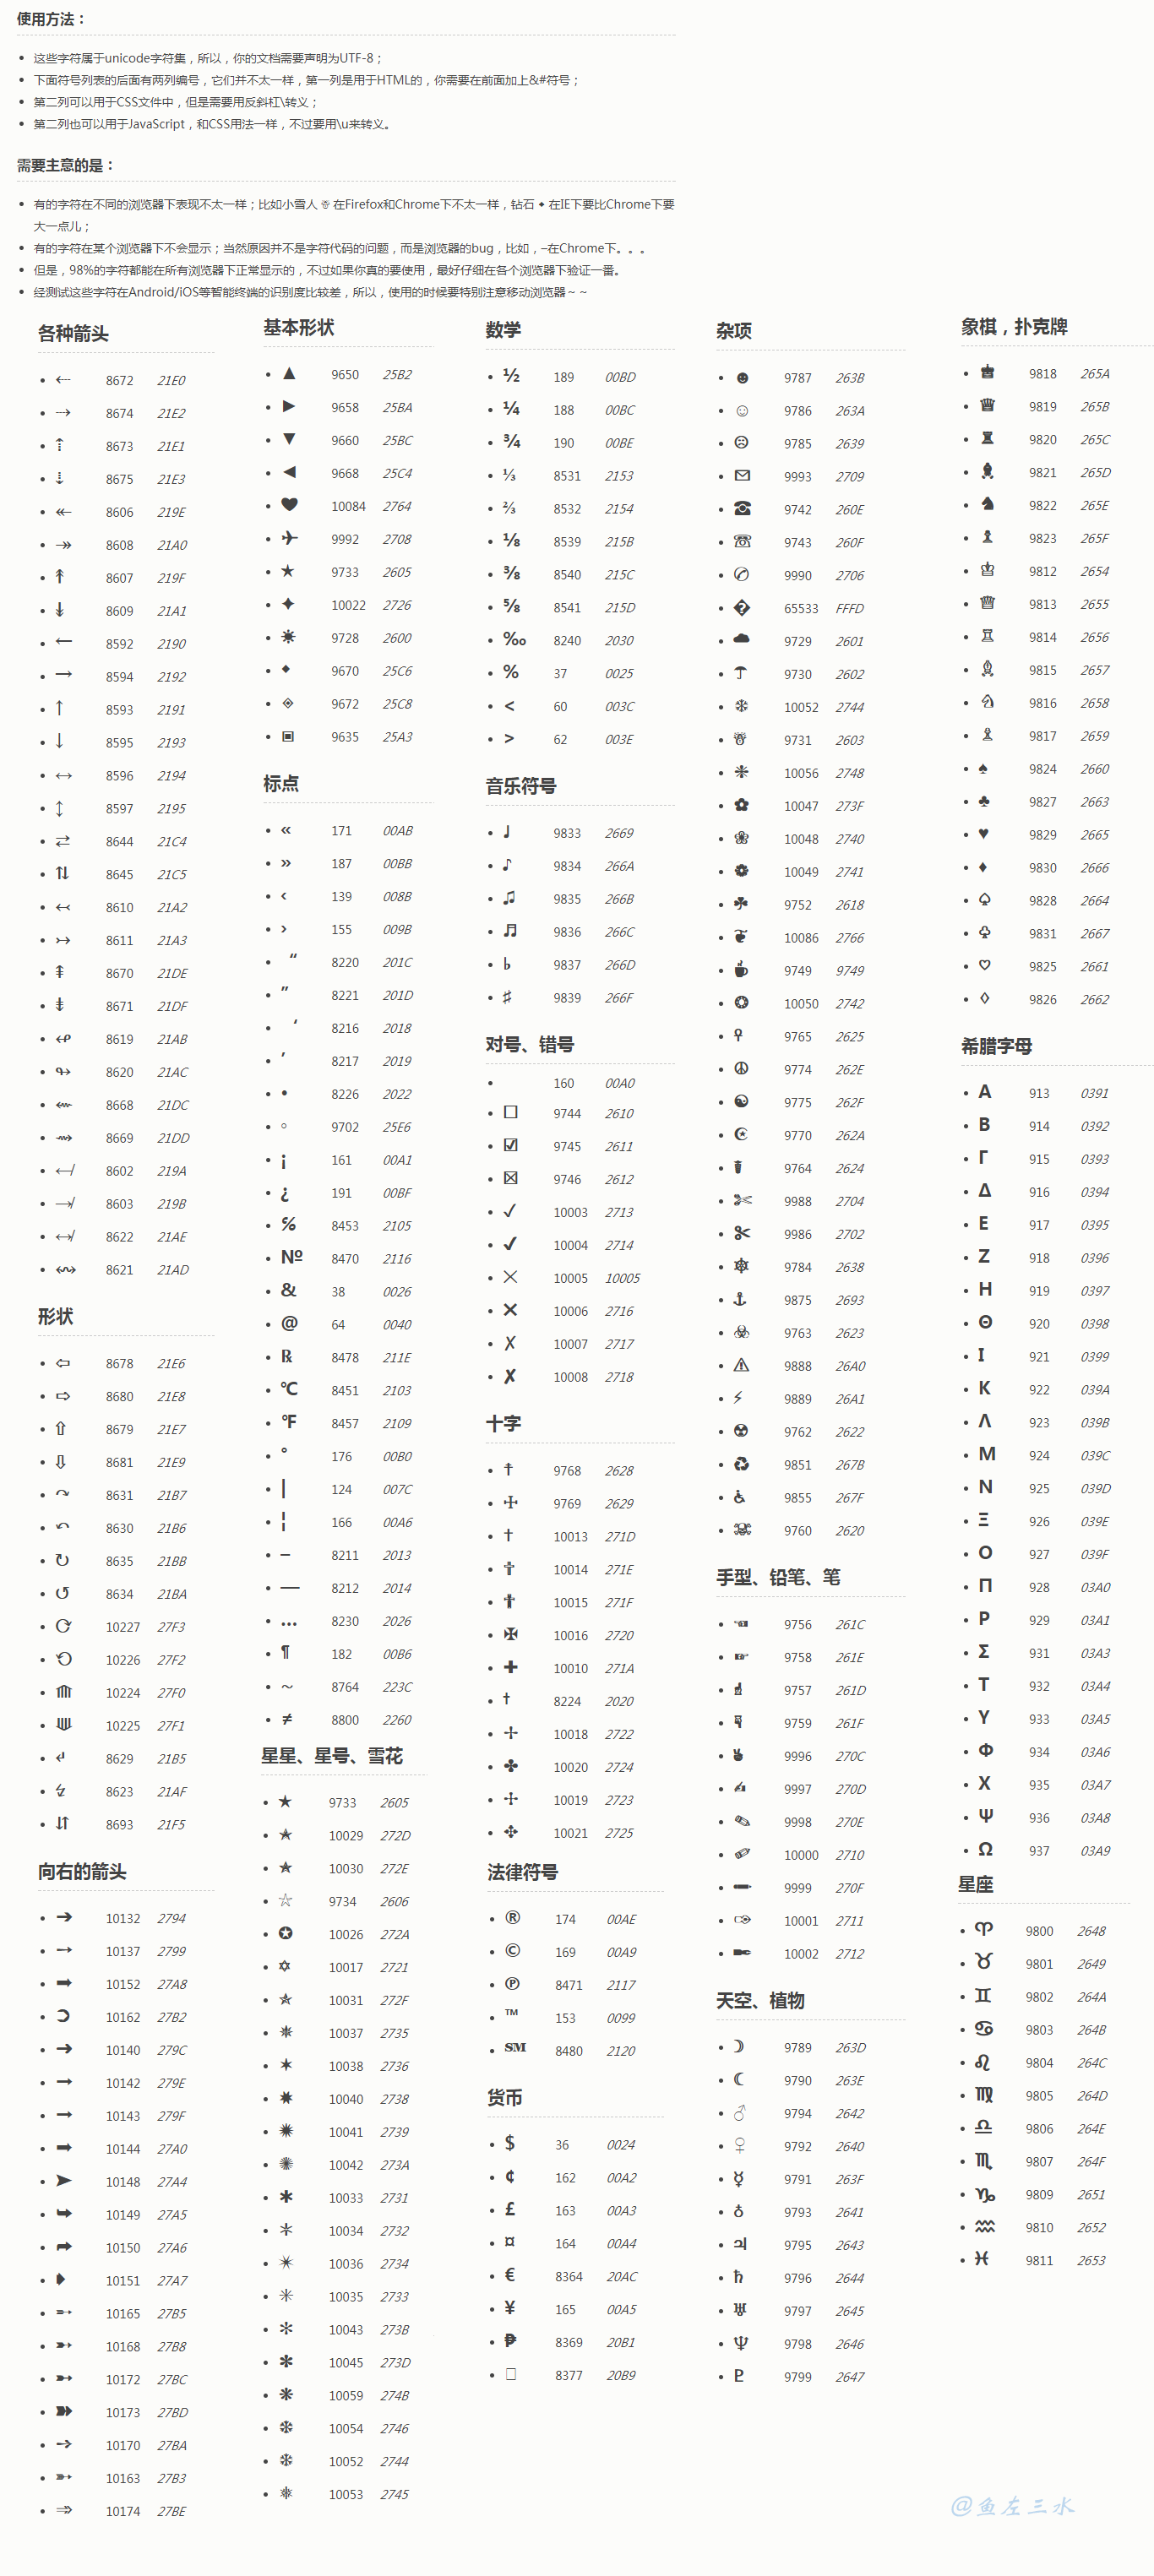 使用方法：
• 这些字符属于unicode字符集，所以，你的文档需要声明为UTF-8；
• 下面符号列表的后面有两列编号，它们并不太一样，第一列是用于HTML的，你需要在前面加上&#符号；
• 第二列可以用于CSS文件中，但是需要用反斜杠\转义；
• 第二列也可以用于JavaScript，和CSS用法一样，不过要用\u来转义。
需要主意的是：
• 有的字符在不同的浏览器下表现不太一样；比如小雪人 ☃ 在Firefox和Chrome下不太一样，钻石 ◆ 在IE下要比Chrome下要
大一点儿；
• 有的字符在某个浏览器下不会显示；当然原因并不是字符代码的问题，而是浏览器的bug，比如，–在Chrome下。。。
• 但是，98%的字符都能在所有浏览器下正常显示的，不过如果你真的要使用，最好仔细在各个浏览器下验证一番。
• 经测试这些字符在Android/iOS等智能终端的识别度比较差，所以，使用的时候要特别注意移动浏览器～～
各种箭头
• ⇠ 8672 21E0
• ⇢ 8674 21E2
• ⇡ 8673 21E1
• ⇣ 8675 21E3
• ↞ 8606 219E
• ↠ 8608 21A0
• ↟ 8607 219F
• ↡ 8609 21A1
• ← 8592 2190
• → 8594 2192
• ↑ 8593 2191
• ↓ 8595 2193
• ↔ 8596 2194
• ↕ 8597 2195
• ⇄ 8644 21C4
• ⇅ 8645 21C5
• ↢ 8610 21A2
• ↣ 8611 21A3
• ⇞ 8670 21DE
• ⇟ 8671 21DF
• ↫ 8619 21AB
• ↬ 8620 21AC
• ⇜ 8668 21DC
• ⇝ 8669 21DD
• ↚ 8602 219A
• ↛ 8603 219B
• ↮ 8622 21AE
• ↭ 8621 21AD
形状
• ⇦ 8678 21E6
• ⇨ 8680 21E8
• ⇧ 8679 21E7
• ⇩ 8681 21E9
• ↷ 8631 21B7
• ↶ 8630 21B6
• ↻ 8635 21BB
• ↺ 8634 21BA
• ⟳ 10227 27F3
• ⟲ 10226 27F2
• ⟰ 10224 27F0
• ⟱ 10225 27F1
• ↵ 8629 21B5
• ↯ 8623 21AF
• ⇵ 8693 21F5
向右的箭头
• ➔ 10132 2794
• ➙ 10137 2799
• ➨ 10152 27A8
• ➲ 10162 27B2
• ➜ 10140 279C
• ➞ 10142 279E
• ➟ 10143 279F
• ➠ 10144 27A0
• ➤ 10148 27A4
• ➥ 10149 27A5
• ➦ 10150 27A6
• ➧ 10151 27A7
• ➵ 10165 27B5
• ➸ 10168 27B8
• ➼ 10172 27BC
• ➽ 10173 27BD
• ➺ 10170 27BA
• ➳ 10163 27B3
• ➾ 10174 27BE
基本形状
• ▲ 9650 25B2
• ► 9658 25BA
• ▼ 9660 25BC
• ◄ 9668 25C4
• ❤ 10084 2764
• ✈ 9992 2708
• ★ 9733 2605
• ✦ 10022 2726
• ☀ 9728 2600
• ◆ 9670 25C6
• ◈ 9672 25C8
• ▣ 9635 25A3
标点
• « 171 00AB
• » 187 00BB
• ‹ 139 008B
• › 155 009B
• “ 8220 201C
• ” 8221 201D
• ‘ 8216 2018
• ’ 8217 2019
• • 8226 2022
• ◦ 9702 25E6
• ¡ 161 00A1
• ¿ 191 00BF
• ℅ 8453 2105
• № 8470 2116
• & 38 0026
• @ 64 0040
• ℞ 8478 211E
• ℃ 8451 2103
• ℉ 8457 2109
• ° 176 00B0
• | 124 007C
• ¦ 166 00A6
• – 8211 2013
• — 8212 2014
• … 8230 2026
• ¶ 182 00B6
• ∼ 8764 223C
• ≠ 8800 2260
星星、星号、雪花
• ★ 9733 2605
• ✭ 10029 272D
• ✮ 10030 272E
• ☆ 9734 2606
• ✪ 10026 272A
• ✡ 10017 2721
• ✯ 10031 272F
• ✵ 10037 2735
• ✶ 10038 2736
• ✸ 10040 2738
• ✹ 10041 2739
• ✺ 10042 273A
• ✱ 10033 2731
• ✲ 10034 2732
• ✴ 10036 2734
• ✳ 10035 2733
• ✻ 10043 273B
• ✽ 10045 273D
• ❋ 10059 274B
• ❆ 10054 2746
• ❄ 10052 2744
• ❅ 10053 2745
数学
• ½ 189 00BD
• ¼ 188 00BC
• ¾ 190 00BE
• ⅓ 8531 2153
• ⅔ 8532 2154
• ⅛ 8539 215B
• ⅜ 8540 215C
• ⅝ 8541 215D
• ‰ 8240 2030
• % 37 0025
• < 60 003C
• > 62 003E
音乐符号
• ♩ 9833 2669
• ♪ 9834 266A
• ♫ 9835 266B
• ♬ 9836 266C
• ♭ 9837 266D
• ♯ 9839 266F
对号、错号
• 160 00A0
• ☐ 9744 2610
• ☑ 9745 2611
• ☒ 9746 2612
• ✓ 10003 2713
• ✔ 10004 2714
• ✕ 10005 10005
• ✖ 10006 2716
• ✗ 10007 2717
• ✘ 10008 2718
十字
• ☨ 9768 2628
• ☩ 9769 2629
• ✝ 10013 271D
• ✞ 10014 271E
• ✟ 10015 271F
• ✠ 10016 2720
• ✚ 10010 271A
• † 8224 2020
• ✢ 10018 2722
• ✤ 10020 2724
• ✣ 10019 2723
• ✥ 10021 2725
法律符号
• ® 174 00AE
• © 169 00A9
• ℗ 8471 2117
• ™ 153 0099
• ℠ 8480 2120
货币
• $ 36 0024
• ¢ 162 00A2
• £ 163 00A3
• ¤ 164 00A4
• € 8364 20AC
• ¥ 165 00A5
• ₱ 8369 20B1
• 8377 20B9
杂项
• ☻ 9787 263B
• ☺ 9786 263A
• ☹ 9785 2639
• ✉ 9993 2709
• ☎ 9742 260E
• ☏ 9743 260F
• ✆ 9990 2706
• � 65533 FFFD
• ☁ 9729 2601
• ☂ 9730 2602
• ❄ 10052 2744
• ☃ 9731 2603
• ❈ 10056 2748
• ✿ 10047 273F
• ❀ 10048 2740
• ❁ 10049 2741
• ☘ 9752 2618
• ❦ 10086 2766
• ☕ 9749 9749
• ❂ 10050 2742
• ☥ 9765 2625
• ☮ 9774 262E
• ☯ 9775 262F
• ☪ 9770 262A
• ☤ 9764 2624
• ✄ 9988 2704
• ✂ 9986 2702
• ☸ 9784 2638
• ⚓ 9875 2693
• ☣ 9763 2623
• ⚠ 9888 26A0
• ⚡ 9889 26A1
• ☢ 9762 2622
• ♻ 9851 267B
• ♿ 9855 267F
• ☠ 9760 2620
手型、铅笔、笔
• ☜ 9756 261C
• ☞ 9758 261E
• ☝ 9757 261D
• ☟ 9759 261F
• ✌ 9996 270C
• ✍ 9997 270D
• ✎ 9998 270E
• ✐ 10000 2710
• ✏ 9999 270F
• ✑ 10001 2711
• ✒ 10002 2712
天空、植物
• ☽ 9789 263D
• ☾ 9790 263E
• ♂ 9794 2642
• ♀ 9792 2640
• ☿ 9791 263F
• ♁ 9793 2641
• ♃ 9795 2643
• ♄ 9796 2644
• ♅ 9797 2645
• ♆ 9798 2646
• ♇ 9799 2647
象棋，扑克牌
• ♚ 9818 265A
• ♛ 9819 265B
• ♜ 9820 265C
• ♝ 9821 265D
• ♞ 9822 265E
• ♟ 9823 265F
• ♔ 9812 2654
• ♕ 9813 2655
• ♖ 9814 2656
• ♗ 9815 2657
• ♘ 9816 2658
• ♙ 9817 2659
• ♠ 9824 2660
• ♣ 9827 2663
• ♥ 9829 2665
• ♦ 9830 2666
• ♤ 9828 2664
• ♧ 9831 2667
• ♡ 9825 2661
• ♢ 9826 2662
希腊字母
• Α 913 0391
• Β 914 0392
• Γ 915 0393
• Δ 916 0394
• Ε 917 0395
• Ζ 918 0396
• Η 919 0397
• Θ 920 0398
• Ι 921 0399
• Κ 922 039A
• Λ 923 039B
• Μ 924 039C
• Ν 925 039D
• Ξ 926 039E
• Ο 927 039F
• Π 928 03A0
• Ρ 929 03A1
• Σ 931 03A3
• Τ 932 03A4
• Υ 933 03A5
• Φ 934 03A6
• Χ 935 03A7
• Ψ 936 03A8
• Ω 937 03A9
星座
• ♈ 9800 2648
• ♉ 9801 2649
• ♊ 9802 264A
• ♋ 9803 264B
• ♌ 9804 264C
• ♍ 9805 264D
• ♎ 9806 264E
• ♏ 9807 264F
• ♑ 9809 2651
• ♒ 9810 2652
• ♓ 9811 2653
@鱼左三水